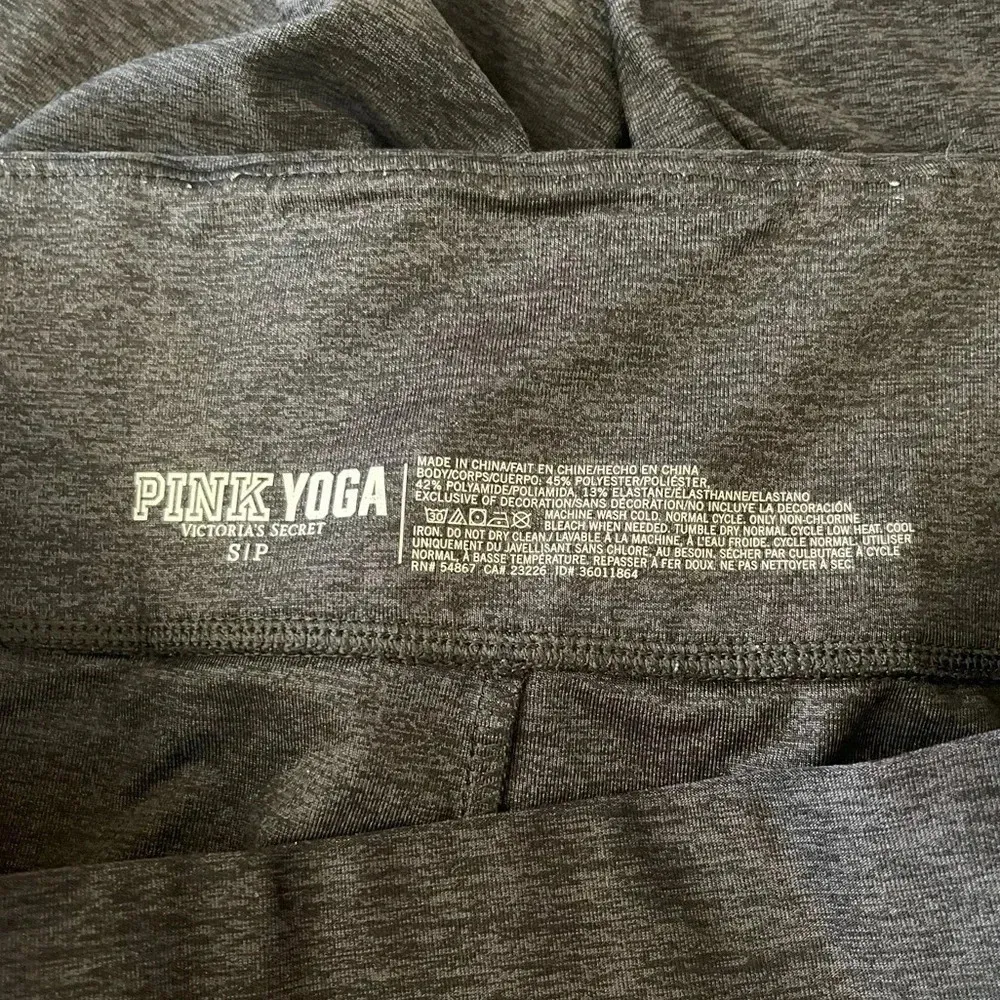 PINK YOGA
VICTORIA'S SECRET
S/P
MADE IN CHINA/FAIT EN CHINE/HECHO EN CHINA
BODY/CORPS/CUERPO: 45% POLYESTER/POLIÉSTER,
42% POLYAMIDE/POLIAMIDA, 13% ELASTANE/ÉLASTHANNE/ELASTANO
EXCLUSIVE OF DECORATION/SANS DÉCORATION/NO INCLUYE LA DECORACIÓN
MACHINE WASH COLD. NORMAL CYCLE. ONLY NON-CHLORINE
BLEACH WHEN NEEDED. TUMBLE DRY NORMAL CYCLE LOW HEAT. COOL
IRON. DO NOT DRY CLEAN./ LAVABLE À LA MACHINE, À L'EAU FROIDE. CYCLE NORMAL. UTILISER
UNIQUEMENT DU JAVELLISANT SANS CHLORE, AU BESOIN. SÉCHER PAR CULBUTAGE À CYCLE
NORMAL, À BASSE TEMPÉRATURE. REPASSER À FER DOUX. NE PAS NETTOYER À SEC.
RN# 54867 CA# 23226 ID# 36011864